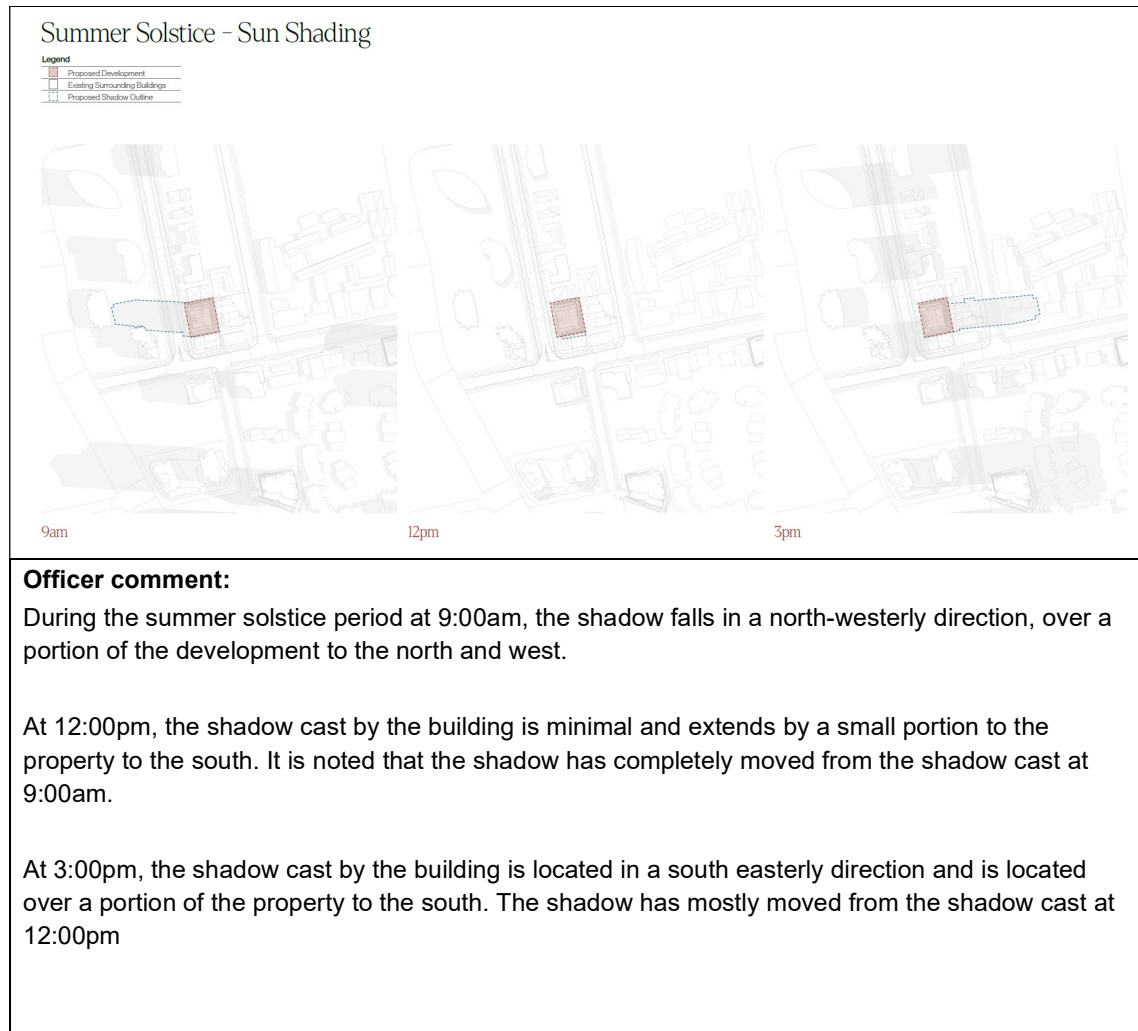 Summer Solstice - Sun Shading
Legend
Proposed Development
Existing Surrounding Buildings
Proposed Shadow Outline
9am
12pm
3pm
Officer comment:
During the summer solstice period at 9:00am, the shadow falls in a north-westerly direction, over a
portion of the development to the north and west.
At 12:00pm, the shadow cast by the building is minimal and extends by a small portion to the
property to the south. It is noted that the shadow has completely moved from the shadow cast at
9:00am.
At 3:00pm, the shadow cast by the building is located in a south easterly direction and is located
over a portion of the property to the south. The shadow has mostly moved from the shadow cast at
12:00pm